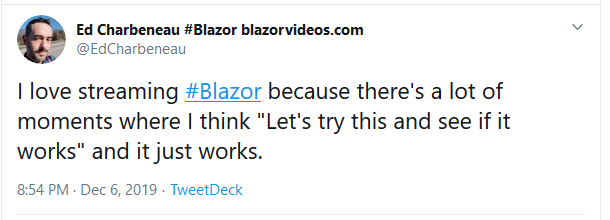 Ed Charbeneau #Blazor blazorvideos.com
@EdCharbeneau
I love streaming #Blazor because there's a lot of
moments where I think "Let's try this and see if it
works" and it just works.
8:54 PM · Dec 6, 2019 · TweetDeck